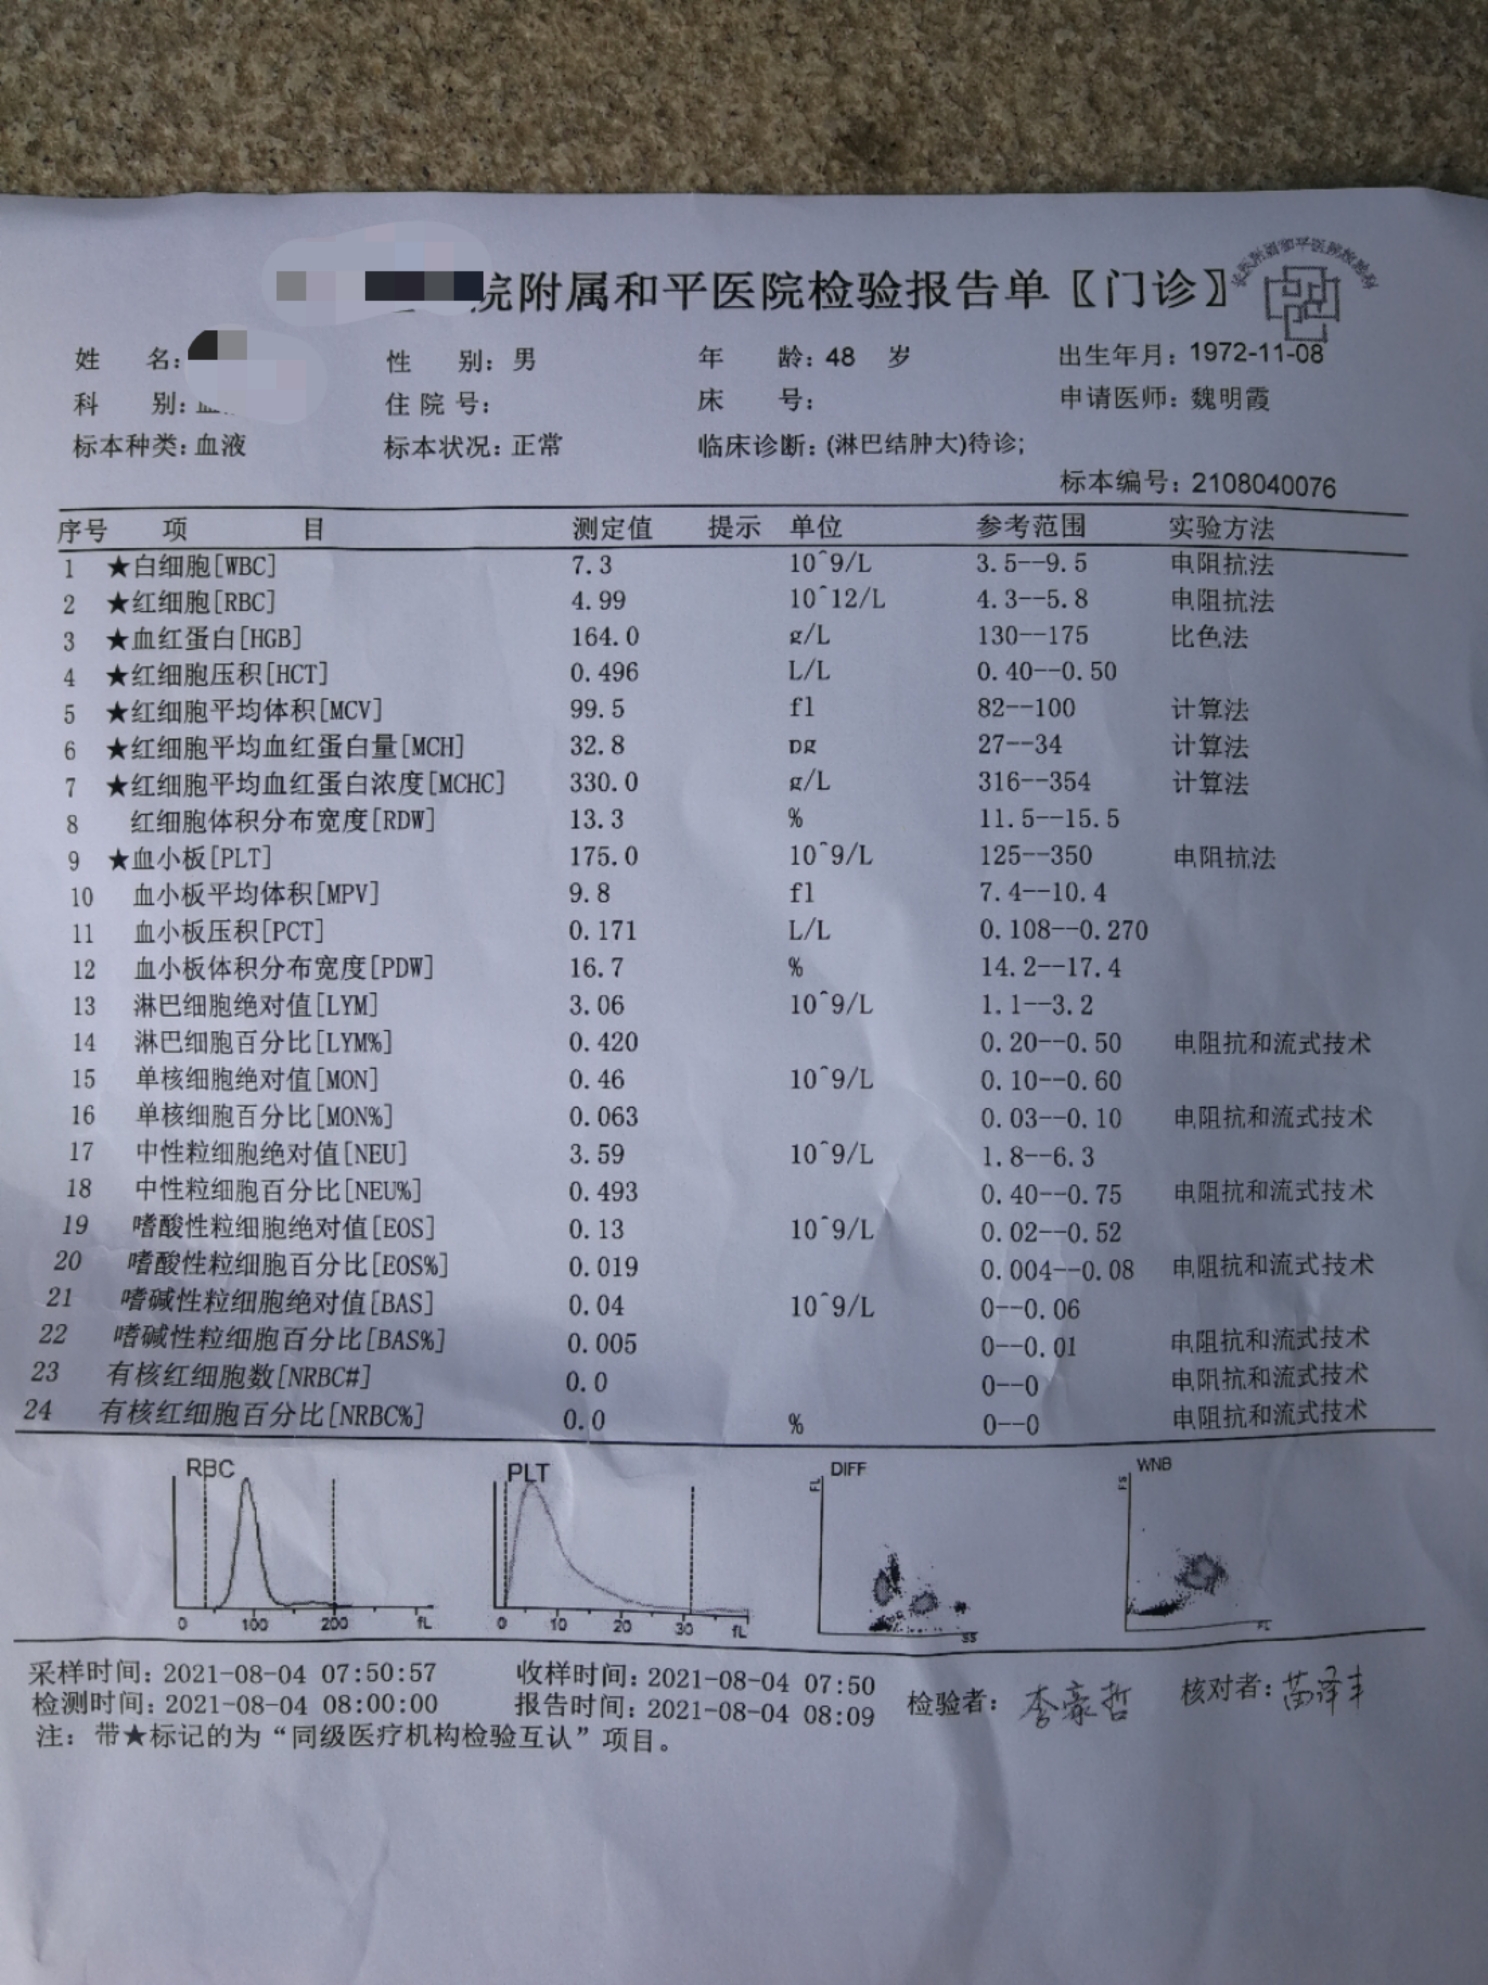 院附属和平医院检验报告单〖门诊〗
姓 名: 性 别: 男 年 龄: 48 岁 出生年月: 1972-11-08
科 别: 住院号: 床 号: 申请医师: 魏明霞
标本种类: 血液 标本状况: 正常 临床诊断: (淋巴结肿大)待诊;
标本编号: 2108040076
序号 项 目 测定值 提示 单位 参考范围 实验方法
1 ★白细胞[WBC] 7.3 10^9/L 3.5--9.5 电阻抗法
2 ★红细胞[RBC] 4.99 10^12/L 4.3--5.8 电阻抗法
3 ★血红蛋白[HGB] 164.0 g/L 130--175 比色法
4 ★红细胞压积[HCT] 0.496 L/L 0.40--0.50
5 ★红细胞平均体积[MCV] 99.5 fl 82--100 计算法
6 ★红细胞平均血红蛋白量[MCH] 32.8 pg 27--34 计算法
7 ★红细胞平均血红蛋白浓度[MCHC] 330.0 g/L 316--354 计算法
8 红细胞体积分布宽度[RDW] 13.3 % 11.5--15.5
9 ★血小板[PLT] 175.0 10^9/L 125--350 电阻抗法
10 血小板平均体积[MPV] 9.8 fl 7.4--10.4
11 血小板压积[PCT] 0.171 L/L 0.108--0.270
12 血小板体积分布宽度[PDW] 16.7 % 14.2--17.4
13 淋巴细胞绝对值[LYM] 3.06 10^9/L 1.1--3.2
14 淋巴细胞百分比[LYM%] 0.420 0.20--0.50 电阻抗和流式技术
15 单核细胞绝对值[MON] 0.46 10^9/L 0.10--0.60
16 单核细胞百分比[MON%] 0.063 0.03--0.10 电阻抗和流式技术
17 中性粒细胞绝对值[NEU] 3.59 10^9/L 1.8--6.3
18 中性粒细胞百分比[NEU%] 0.493 0.40--0.75 电阻抗和流式技术
19 嗜酸性粒细胞绝对值[EOS] 0.13 10^9/L 0.02--0.52
20 嗜酸性粒细胞百分比[EOS%] 0.019 0.004--0.08 电阻抗和流式技术
21 嗜碱性粒细胞绝对值[BAS] 0.04 10^9/L 0--0.06
22 嗜碱性粒细胞百分比[BAS%] 0.005 0--0.01 电阻抗和流式技术
23 有核红细胞数[NRBC#] 0.0 0--0 电阻抗和流式技术
24 有核红细胞百分比[NRBC%] 0.0 % 0--0 电阻抗和流式技术
RBC PLT DIFF WNB
FL FS
0 100 200 fL 0 10 20 30 fL SS FL
采样时间: 2021-08-04 07:50:57 收样时间: 2021-08-04 07:50
检测时间: 2021-08-04 08:00:00 报告时间: 2021-08-04 08:09 检验者: 李豪哲 核对者: 苗泽丰
注: 带★标记的为“同级医疗机构检验互认”项目。